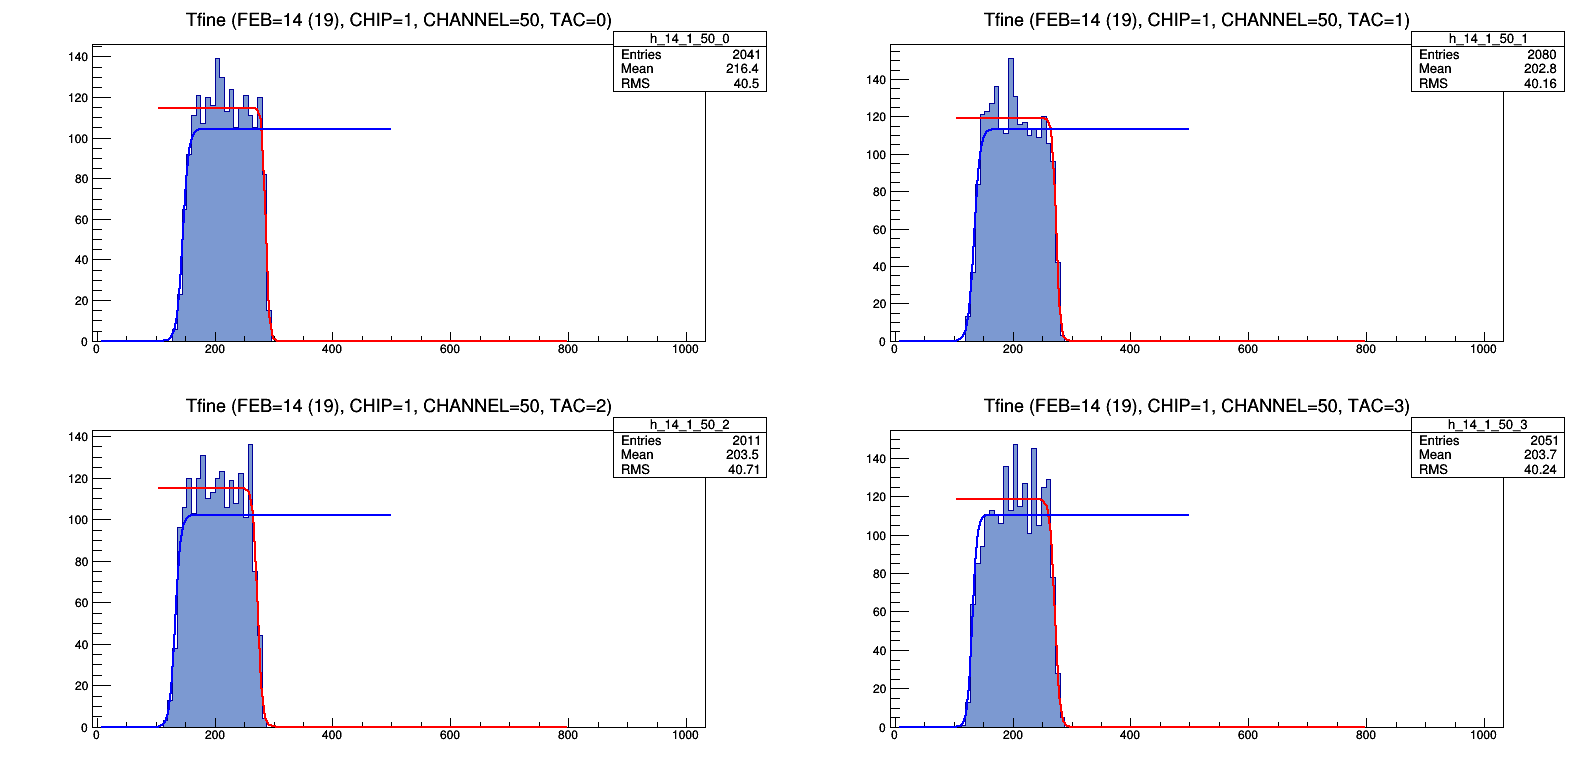 Tfine (FEB=14 (19), CHIP=1, CHANNEL=50, TAC=0)
h_14_1_50_0
Entries 2041
Mean 216.4
RMS 40.5
140
120
100
80
60
40
20
0
0 200 400 600 800 1000
Tfine (FEB=14 (19), CHIP=1, CHANNEL=50, TAC=1)
h_14_1_50_1
Entries 2080
Mean 202.8
RMS 40.16
140
120
100
80
60
40
20
0
0 200 400 600 800 1000
Tfine (FEB=14 (19), CHIP=1, CHANNEL=50, TAC=2)
h_14_1_50_2
Entries 2011
Mean 203.5
RMS 40.71
140
120
100
80
60
40
20
0
0 200 400 600 800 1000
Tfine (FEB=14 (19), CHIP=1, CHANNEL=50, TAC=3)
h_14_1_50_3
Entries 2051
Mean 203.7
RMS 40.24
140
120
100
80
60
40
20
0
0 200 400 600 800 1000